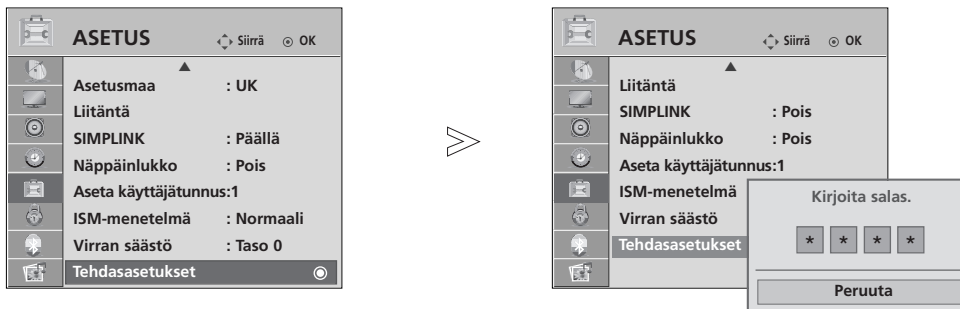 ASETUS Siirrä OK
Asetusmaa : UK
Liitäntä
SIMPLINK : Päällä
Näppäinlukko : Pois
Aseta käyttäjätunnus:1
ISM-menetelmä : Normaali
Virran säästö : Taso 0
Tehdasasetukset
ASETUS Siirrä OK
Liitäntä
SIMPLINK : Pois
Näppäinlukko : Pois
Aseta käyttäjätunnus:1
ISM-menetelmä
Virran säästö
Tehdasasetukset
Kirjoita salas.
* * * *
Peruuta